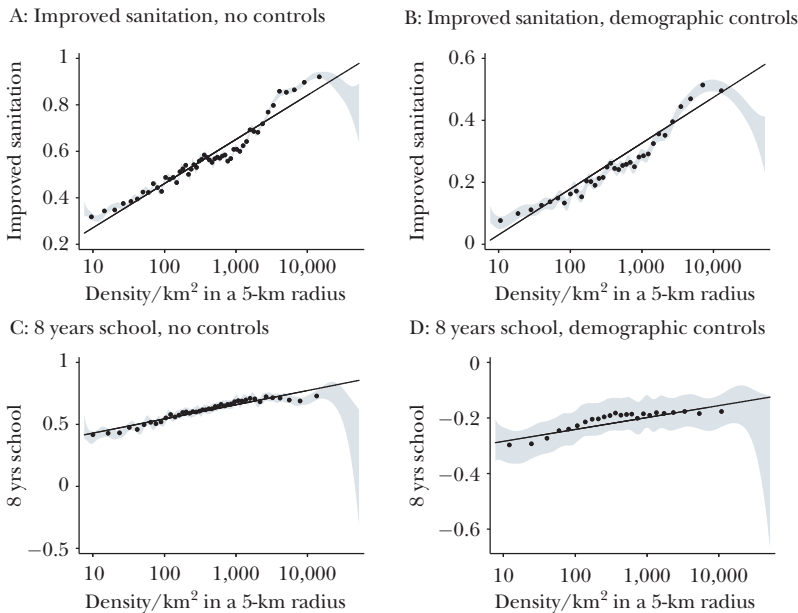 A: Improved sanitation, no controls
Improved sanitation
1
0.8
0.6
0.4
0.2
10 100 1,000 10,000
Density/km² in a 5-km radius
B: Improved sanitation, demographic controls
Improved sanitation
0.6
0.4
0.2
0
10 100 1,000 10,000
Density/km² in a 5-km radius
C: 8 years school, no controls
8 yrs school
1
0.5
0
−0.5
10 100 1,000 10,000
Density/km² in a 5-km radius
D: 8 years school, demographic controls
8 yrs school
0
−0.2
−0.4
−0.6
10 100 1,000 10,000
Density/km² in a 5-km radius